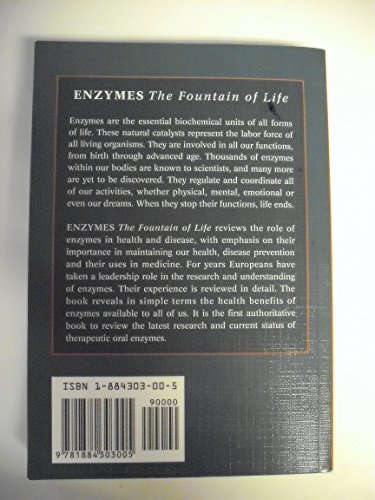 ENZYMES The Fountain of Life
Enzymes are the essential biochemical units of all forms
of life. These natural catalysts represent the labor force of
all living organisms. They are involved in all our functions,
from birth through advanced age. Thousands of enzymes
within our bodies are known to scientists, and many more
are yet to be discovered. They regulate and coordinate all
of our activities, whether physical, mental, emotional or
even our dreams. When they stop their functions, life ends.
ENZYMES The Fountain of Life reviews the role of
enzymes in health and disease, with emphasis on their
importance in maintaining our health, disease prevention
and their uses in medicine. For years Europeans have
taken a leadership role in the research and understanding
of enzymes. Their experience is reviewed in detail. The
book reveals in simple terms the health benefits of
enzymes available to all of us. It is the first authoritative
book to review the latest research and current status of
therapeutic oral enzymes.
ISBN 1-884303-00-5
90000
9 781884 303005